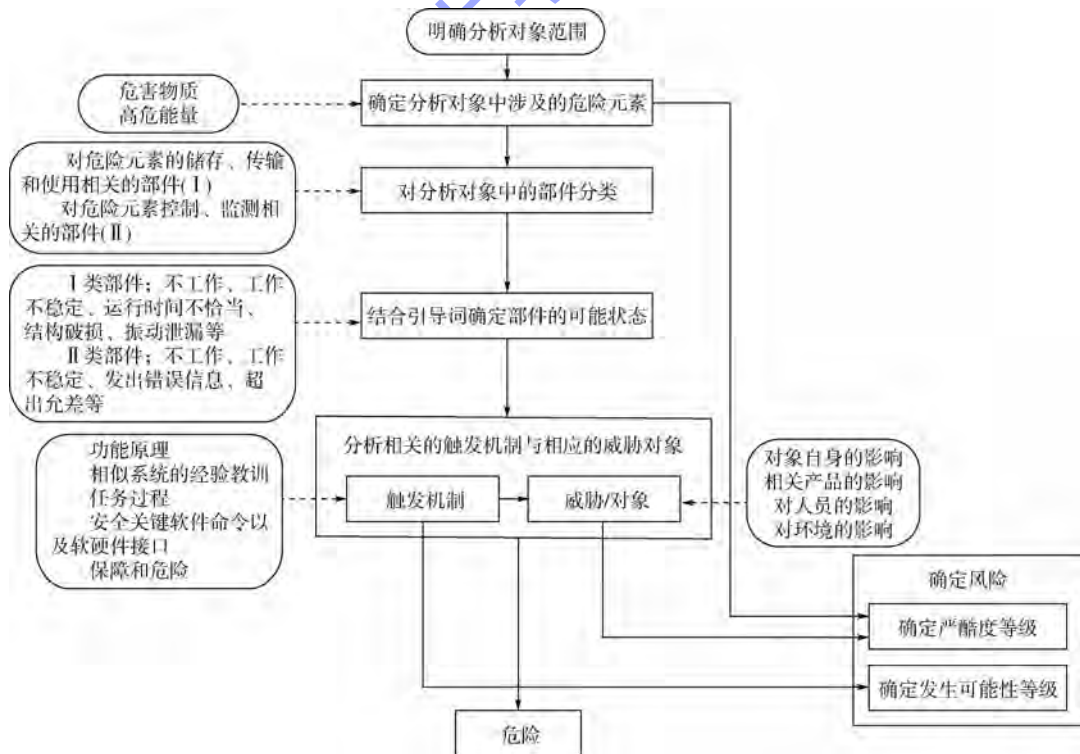 明确分析对象范围
危害物质
高危能量
确定分析对象中涉及的危险元素
对危险元素的储存、传输
和使用相关的部件(Ⅰ)
对危险元素控制、监测相
关的部件(Ⅱ)
对分析对象中的部件分类
Ⅰ类部件；不工作、工作
不稳定、运行时间不恰当、
结构破损、振动泄漏等
Ⅱ类部件；不工作、工作
不稳定、发出错误信息、超
出允差等
结合引导词确定部件的可能状态
分析相关的触发机制与相应的威胁对象
功能原理
相似系统的经验教训
任务过程
安全关键软件命令以
及软硬件接口
保障和危险
触发机制
威胁/对象
对象自身的影响
相关产品的影响
对人员的影响
对环境的影响
确定风险
确定严酷度等级
确定发生可能性等级
危险